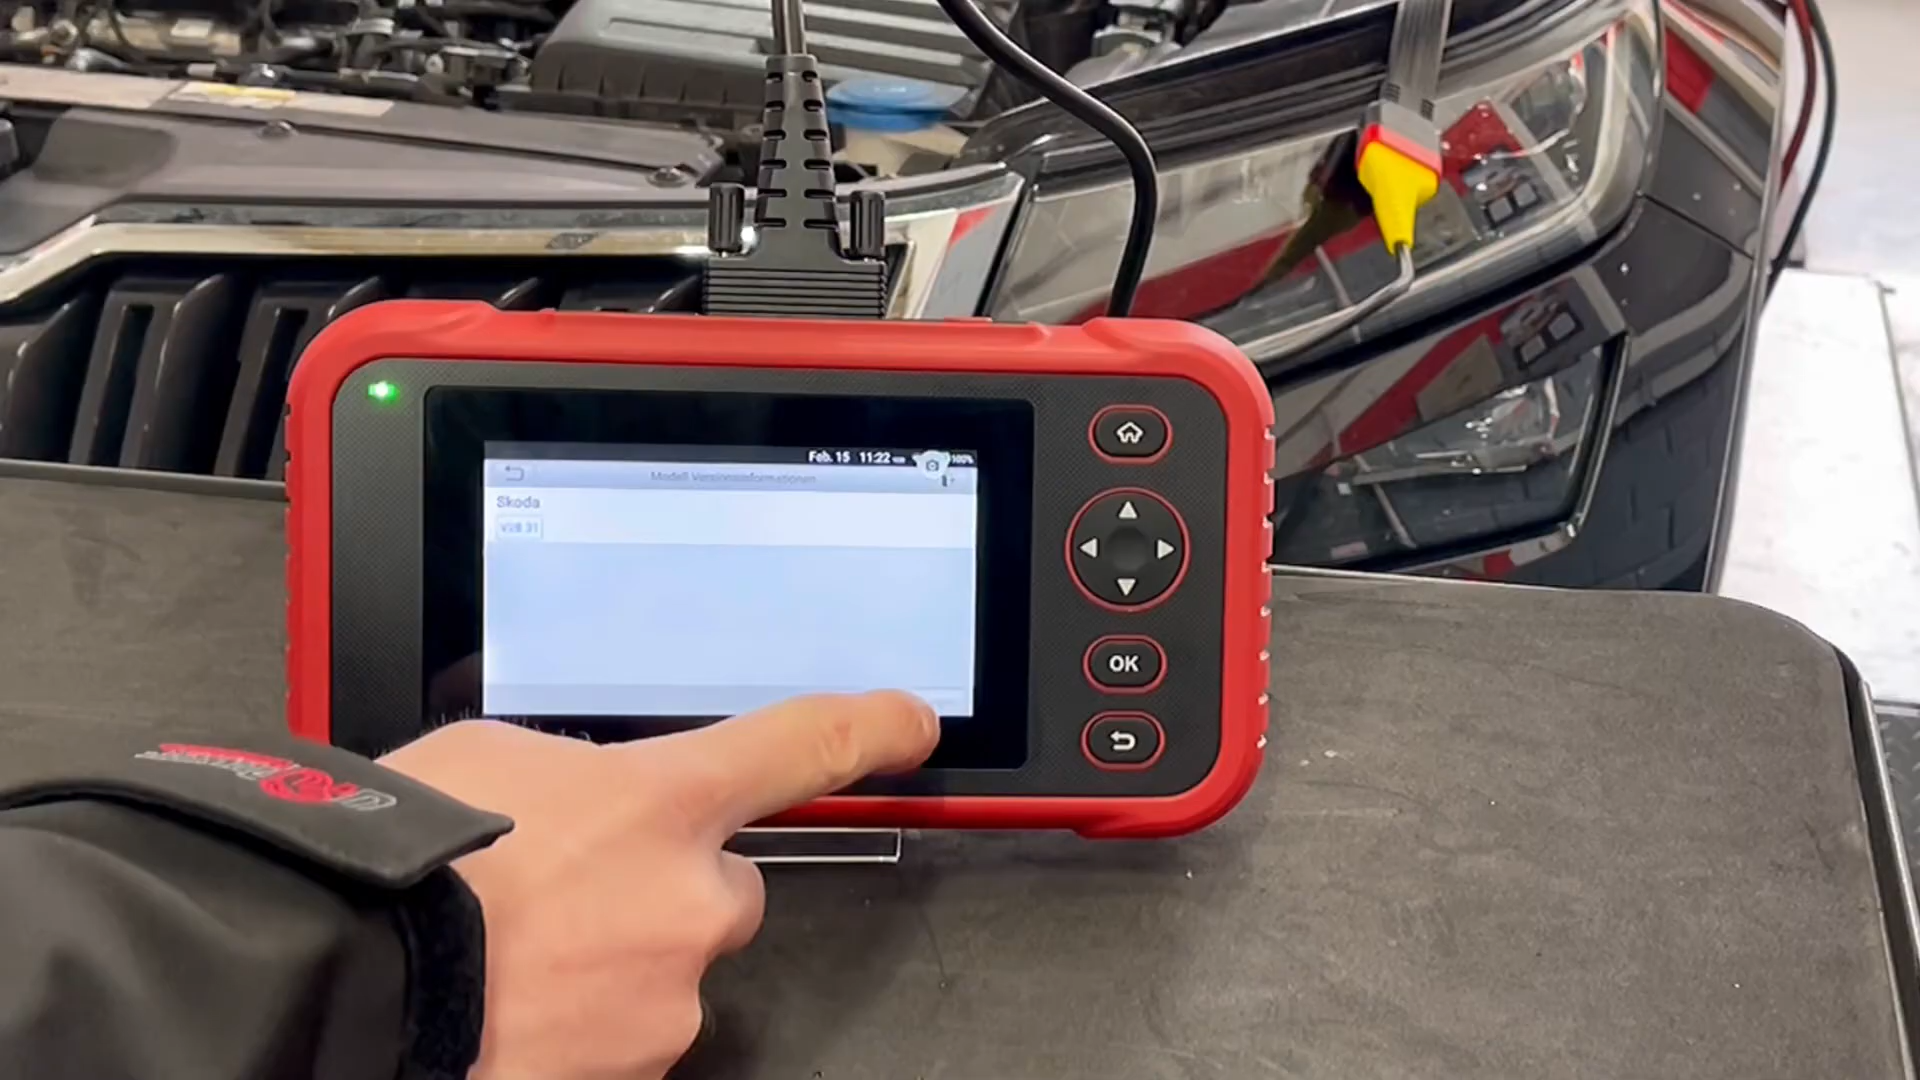 Feb. 15 11:22 100%
Modell Versionsinformationen
Skoda
V28.31
OK